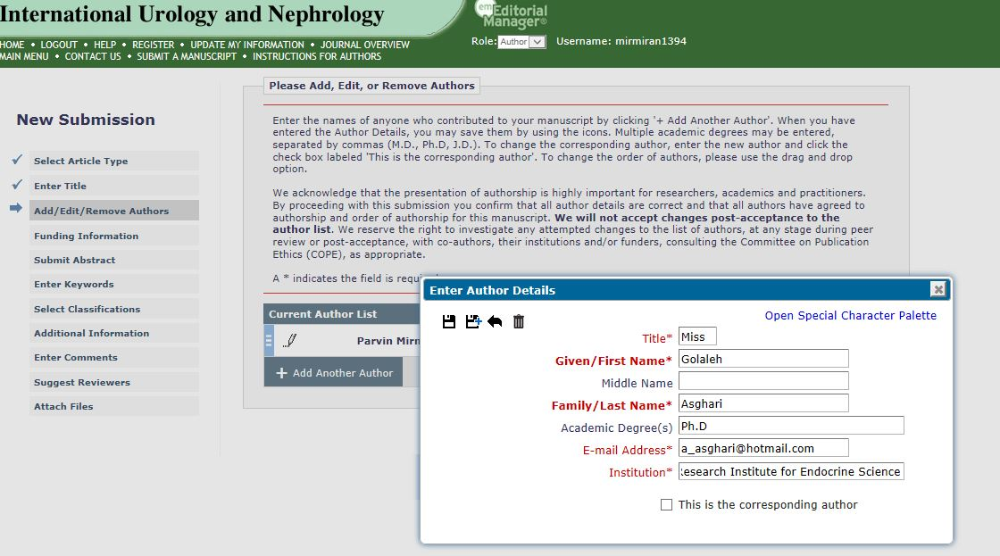 International Urology and Nephrology
em Editorial Manager®
HOME • LOGOUT • HELP • REGISTER • UPDATE MY INFORMATION • JOURNAL OVERVIEW
MAIN MENU • CONTACT US • SUBMIT A MANUSCRIPT • INSTRUCTIONS FOR AUTHORS
Role: Author Username: mirmiran1394
New Submission
Select Article Type
Enter Title
Add/Edit/Remove Authors
Funding Information
Submit Abstract
Enter Keywords
Select Classifications
Additional Information
Enter Comments
Suggest Reviewers
Attach Files
Please Add, Edit, or Remove Authors
Enter the names of anyone who contributed to your manuscript by clicking '+ Add Another Author'. When you have
entered the Author Details, you may save them by using the icons. Multiple academic degrees may be entered,
separated by commas (M.D., Ph.D, J.D.). To change the corresponding author, enter the new author and click the
check box labeled 'This is the corresponding author'. To change the order of authors, please use the drag and drop
option.
We acknowledge that the presentation of authorship is highly important for researchers, academics and practitioners.
By proceeding with this submission you confirm that all author details are correct and that all authors have agreed to
authorship and order of authorship for this manuscript. We will not accept changes post-acceptance to the
author list. We reserve the right to investigate any attempted changes to the list of authors, at any stage during peer
review or post-acceptance, with co-authors, their institutions and/or funders, consulting the Committee on Publication
Ethics (COPE), as appropriate.
A * indicates the field is requ
Current Author List
Parvin Mirn
+ Add Another Author
Enter Author Details
Open Special Character Palette
Title* Miss
Given/First Name* Golaleh
Middle Name
Family/Last Name* Asghari
Academic Degree(s) Ph.D
E-mail Address* a_asghari@hotmail.com
Institution* Research Institute for Endocrine Science
This is the corresponding author